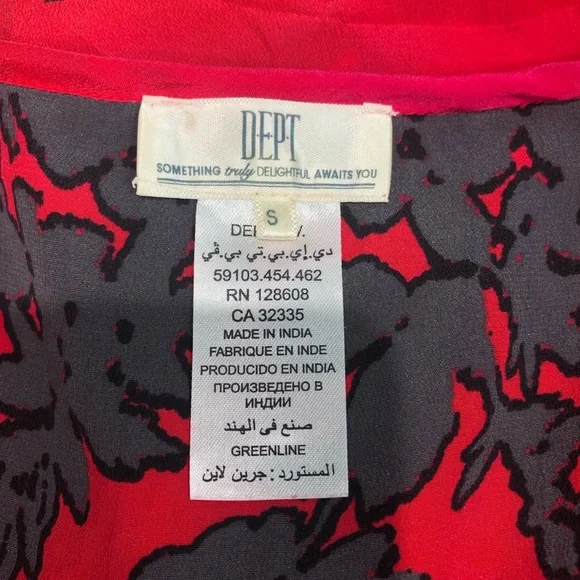 DEPT
SOMETHING truly DELIGHTFUL AWAITS YOU
S
دي.إي.بي.تي بي.ڤي
59103.454.462
RN 128608
CA 32335
MADE IN INDIA
FABRIQUE EN INDE
PRODUCIDO EN INDIA
ПРОИЗВЕДЕНО В
ИНДИИ
صنع في الهند
GREENLINE
المستورد : جرين لاين